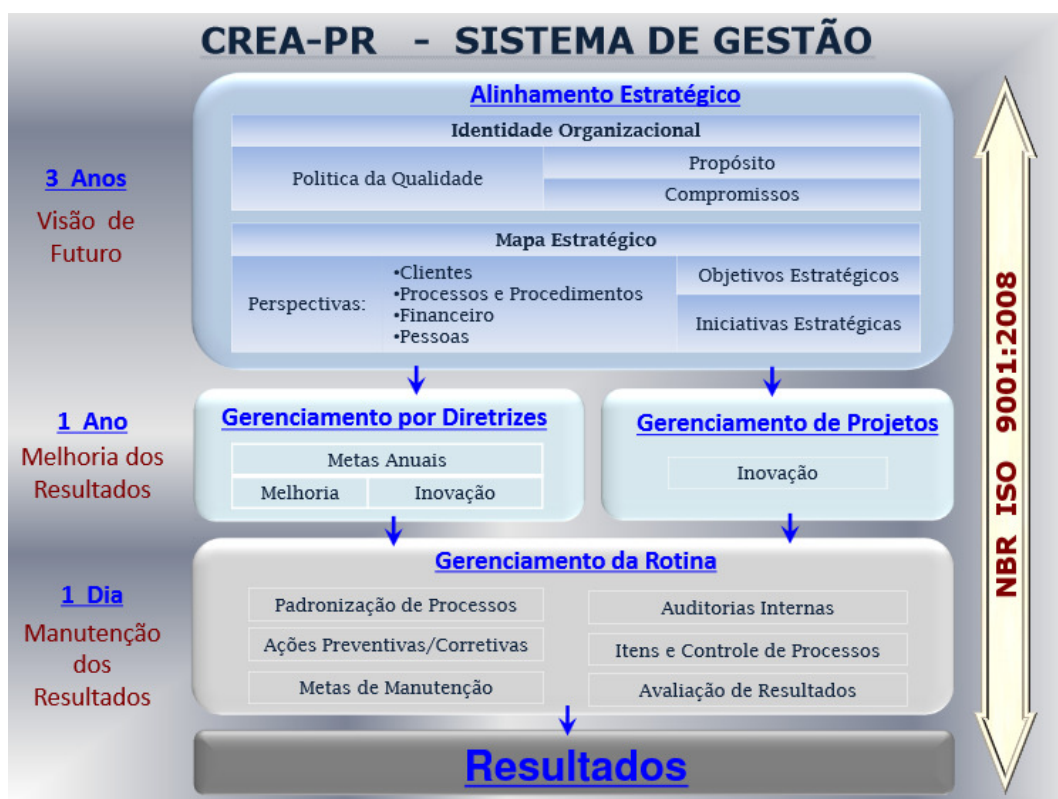 CREA-PR - SISTEMA DE GESTÃO
Alinhamento Estratégico
Identidade Organizacional
Politica da Qualidade
Propósito
Compromissos
3 Anos
Visão de
Futuro
Mapa Estratégico
Perspectivas:
•Clientes
•Processos e Procedimentos
•Financeiro
•Pessoas
Objetivos Estratégicos
Iniciativas Estratégicas
1 Ano
Melhoria dos
Resultados
Gerenciamento por Diretrizes
Metas Anuais
Melhoria
Inovação
Gerenciamento de Projetos
Inovação
1 Dia
Manutenção
dos
Resultados
Gerenciamento da Rotina
Padronização de Processos
Ações Preventivas/Corretivas
Metas de Manutenção
Auditorias Internas
Itens e Controle de Processos
Avaliação de Resultados
Resultados
NBR ISO 9001:2008